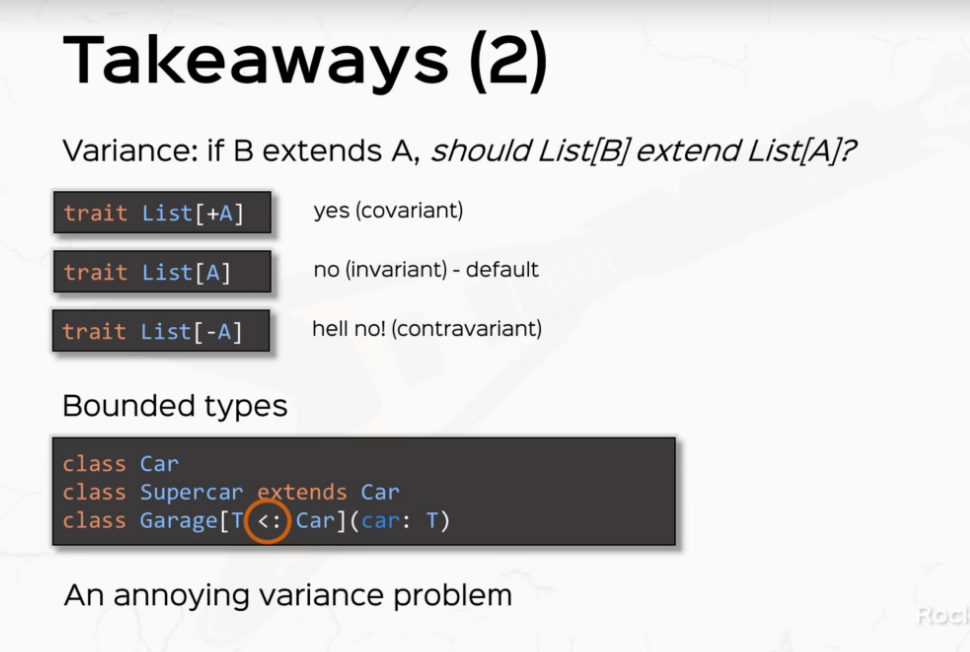 Takeaways (2)
Variance: if B extends A, should List[B] extend List[A]?
trait List[+A]
yes (covariant)
trait List[A]
no (invariant) - default
trait List[-A]
hell no! (contravariant)
Bounded types
class Car
class Supercar extends Car
class Garage[T <: Car](car: T)
An annoying variance problem
Rock